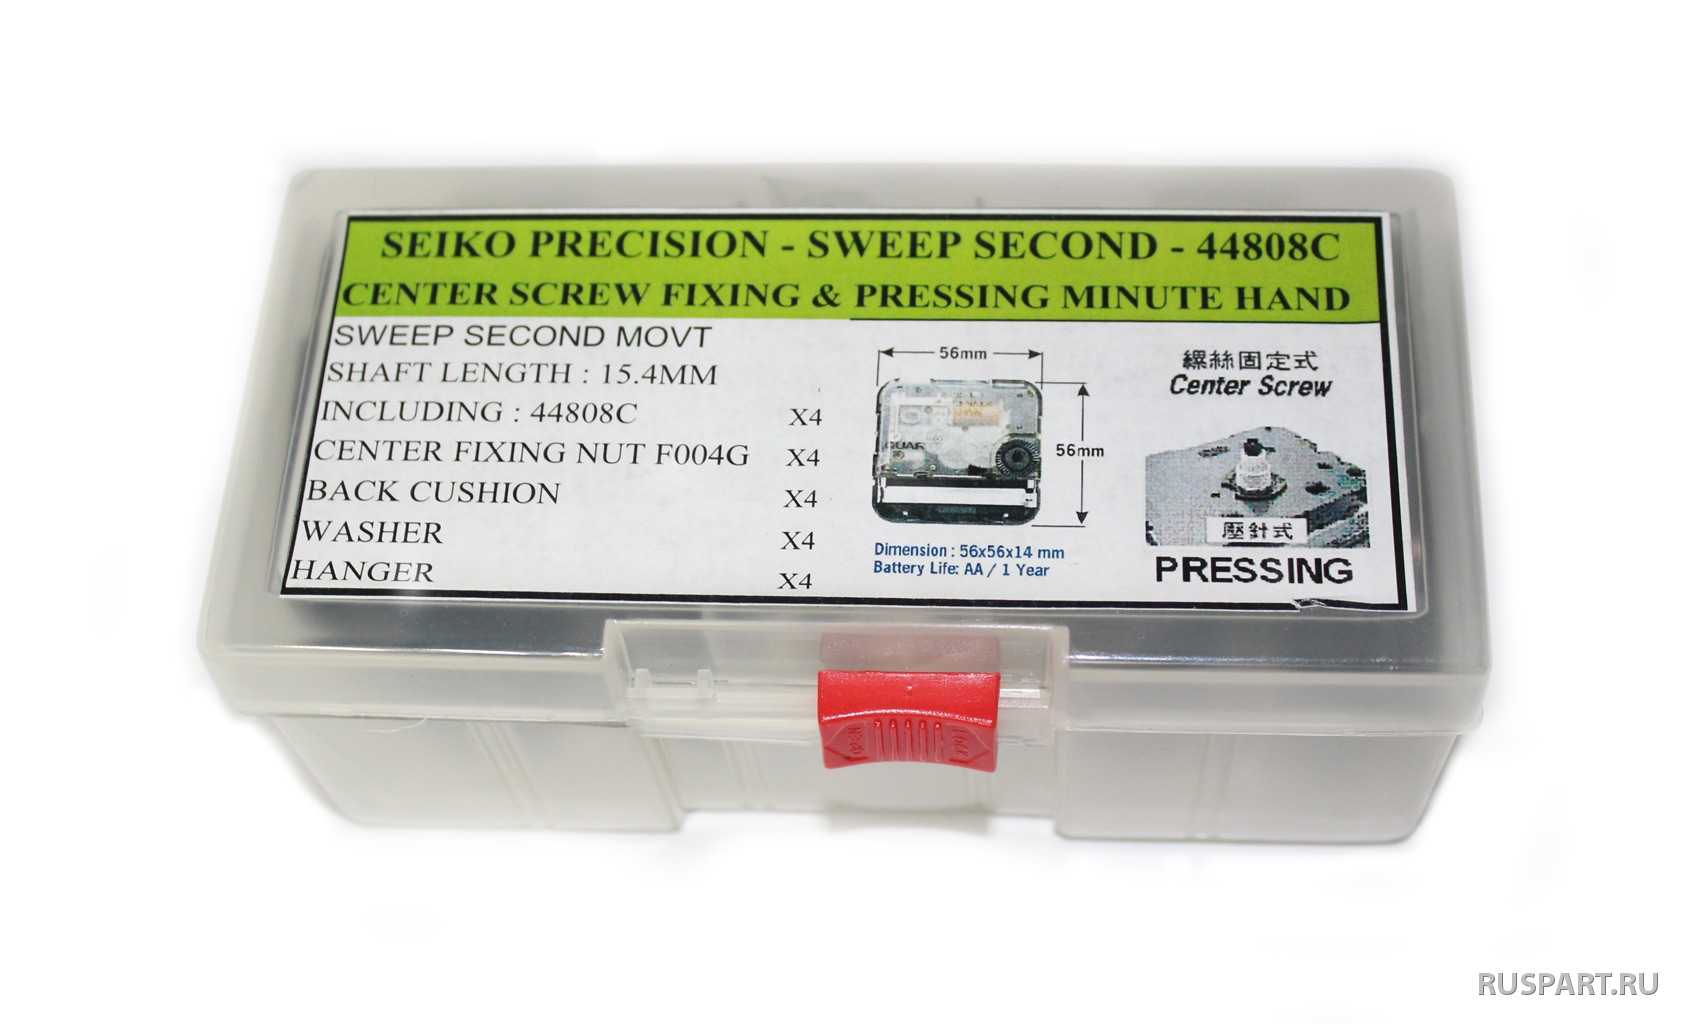 SEIKO PRECISION - SWEEP SECOND - 44808C
CENTER SCREW FIXING & PRESSING MINUTE HAND
SWEEP SECOND MOVT
SHAFT LENGTH : 15.4MM
INCLUDING : 44808C X4
CENTER FIXING NUT F004G X4
BACK CUSHION X4
WASHER X4
HANGER X4
56mm
56mm
Dimension : 56x56x14 mm
Battery Life: AA / 1 Year
螺絲固定式
Center Screw
壓針式
PRESSING
LOCK
RUSPART.RU